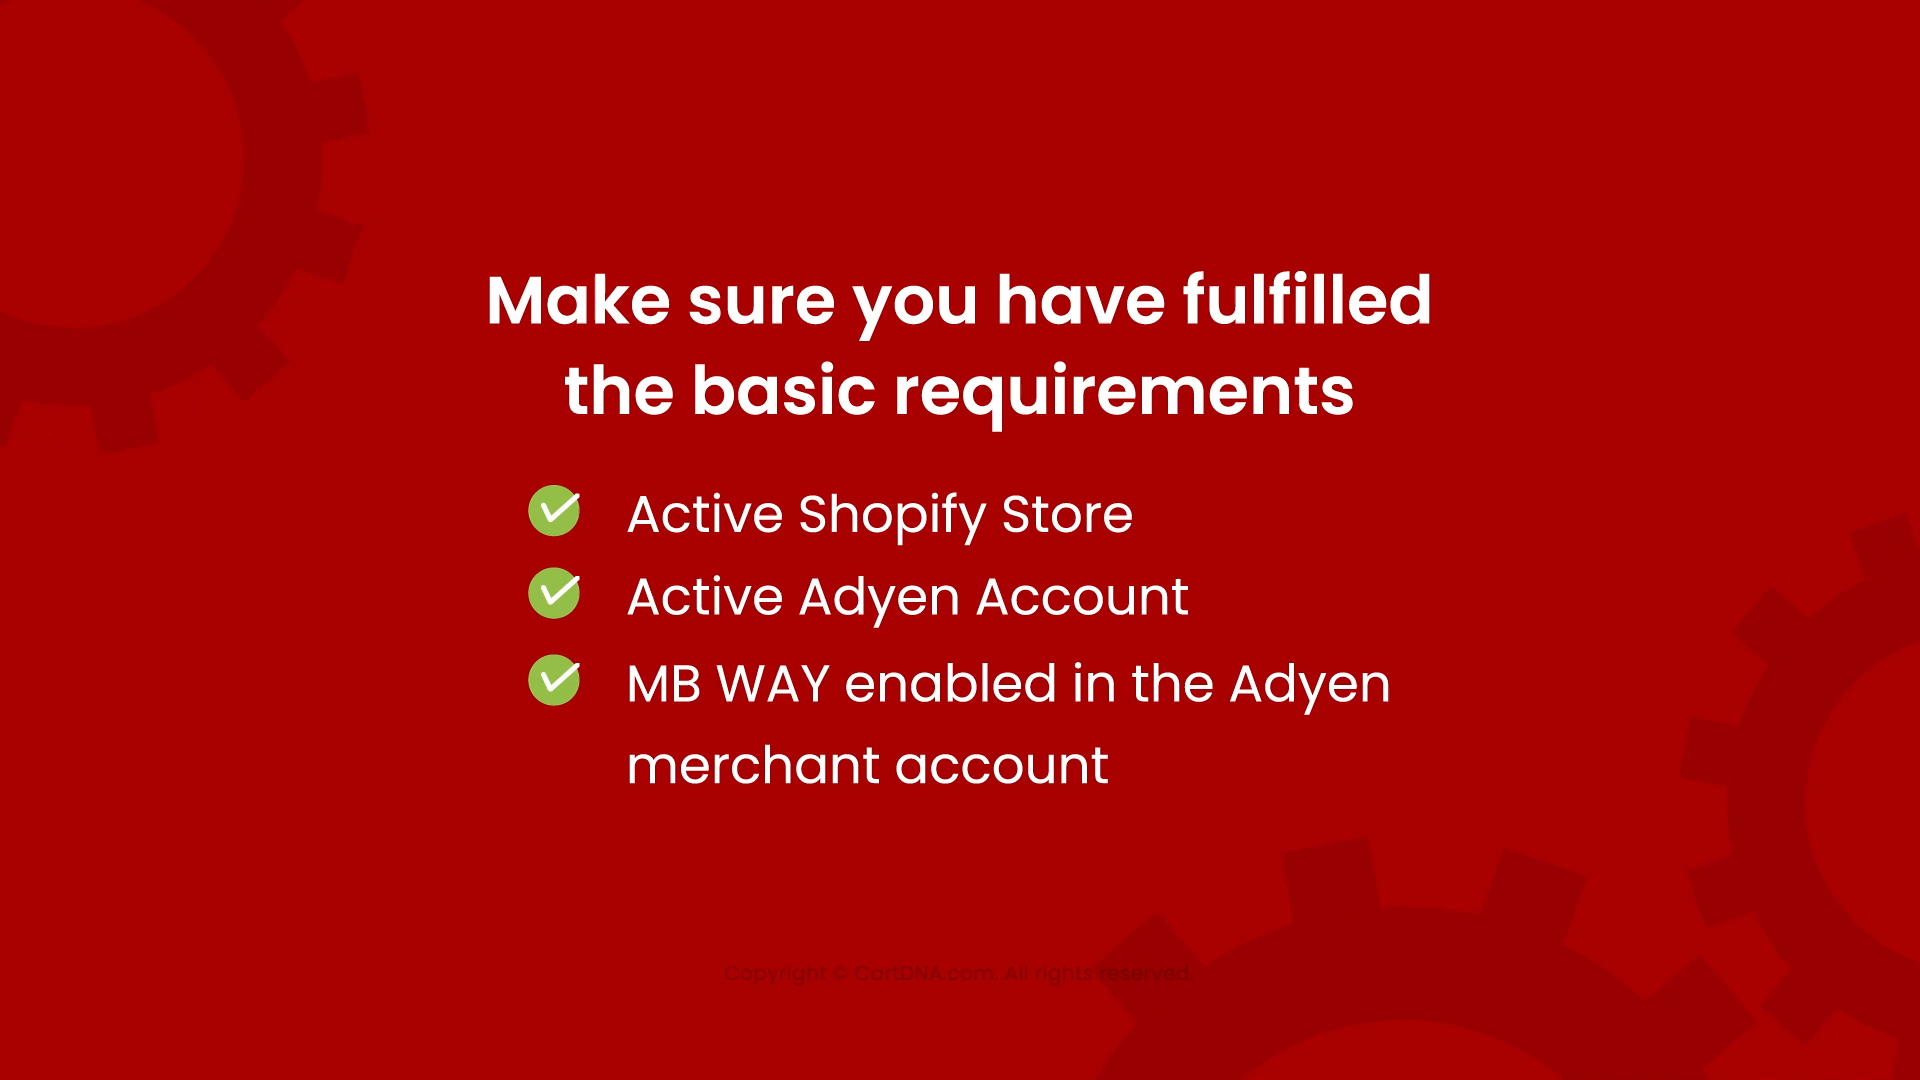 Make sure you have fulfilled
the basic requirements
Active Shopify Store
Active Adyen Account
MB WAY enabled in the Adyen
merchant account
Copyright © CartDNA.com. All rights reserved.